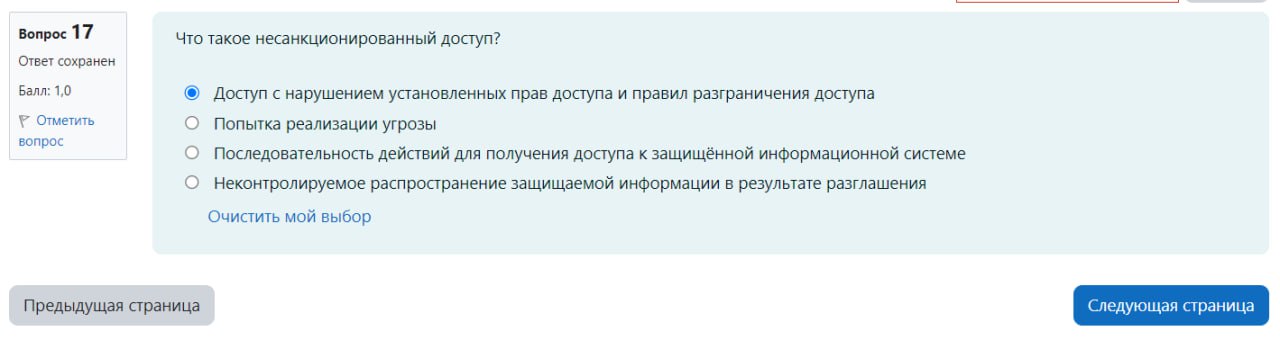 Вопрос 17
Ответ сохранен
Балл: 1,0
Отметить
вопрос
Что такое несанкционированный доступ?
Доступ с нарушением установленных прав доступа и правил разграничения доступа
Попытка реализации угрозы
Последовательность действий для получения доступа к защищённой информационной системе
Неконтролируемое распространение защищаемой информации в результате разглашения
Очистить мой выбор
Предыдущая страница
Следующая страница